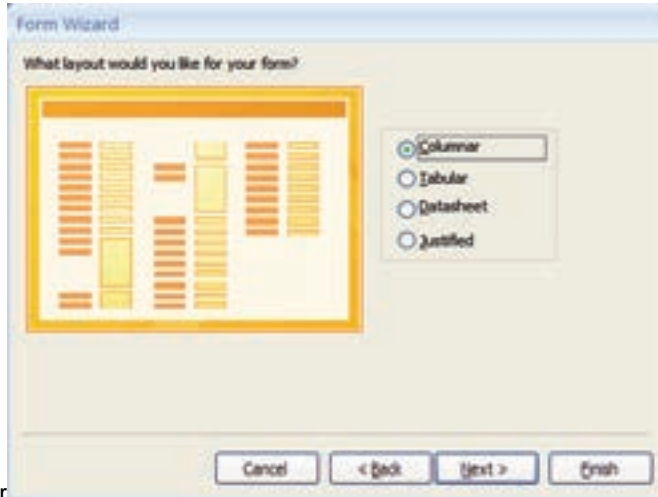 Form Wizard
What layout would you like for your form?
Columnar
Tabular
Datasheet
Justified
Cancel
< Back
Next >
Finish
r